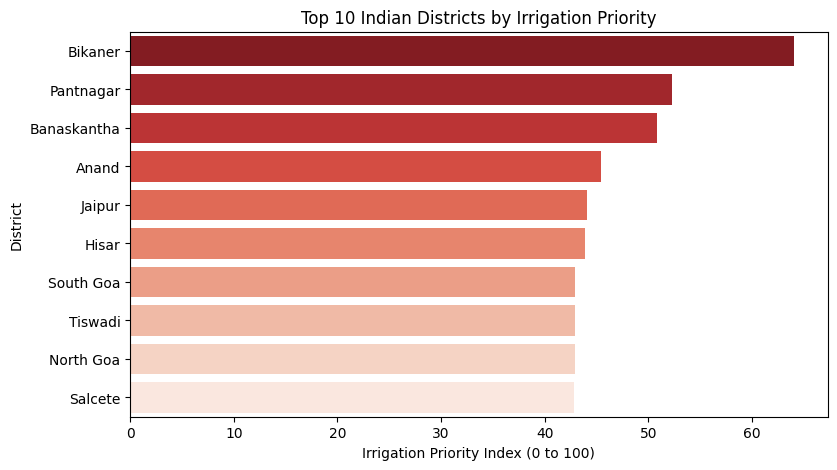 Top 10 Indian Districts by Irrigation Priority
District
Bikaner
Pantnagar
Banaskantha
Anand
Jaipur
Hisar
South Goa
Tiswadi
North Goa
Salcete
0 10 20 30 40 50 60
Irrigation Priority Index (0 to 100)